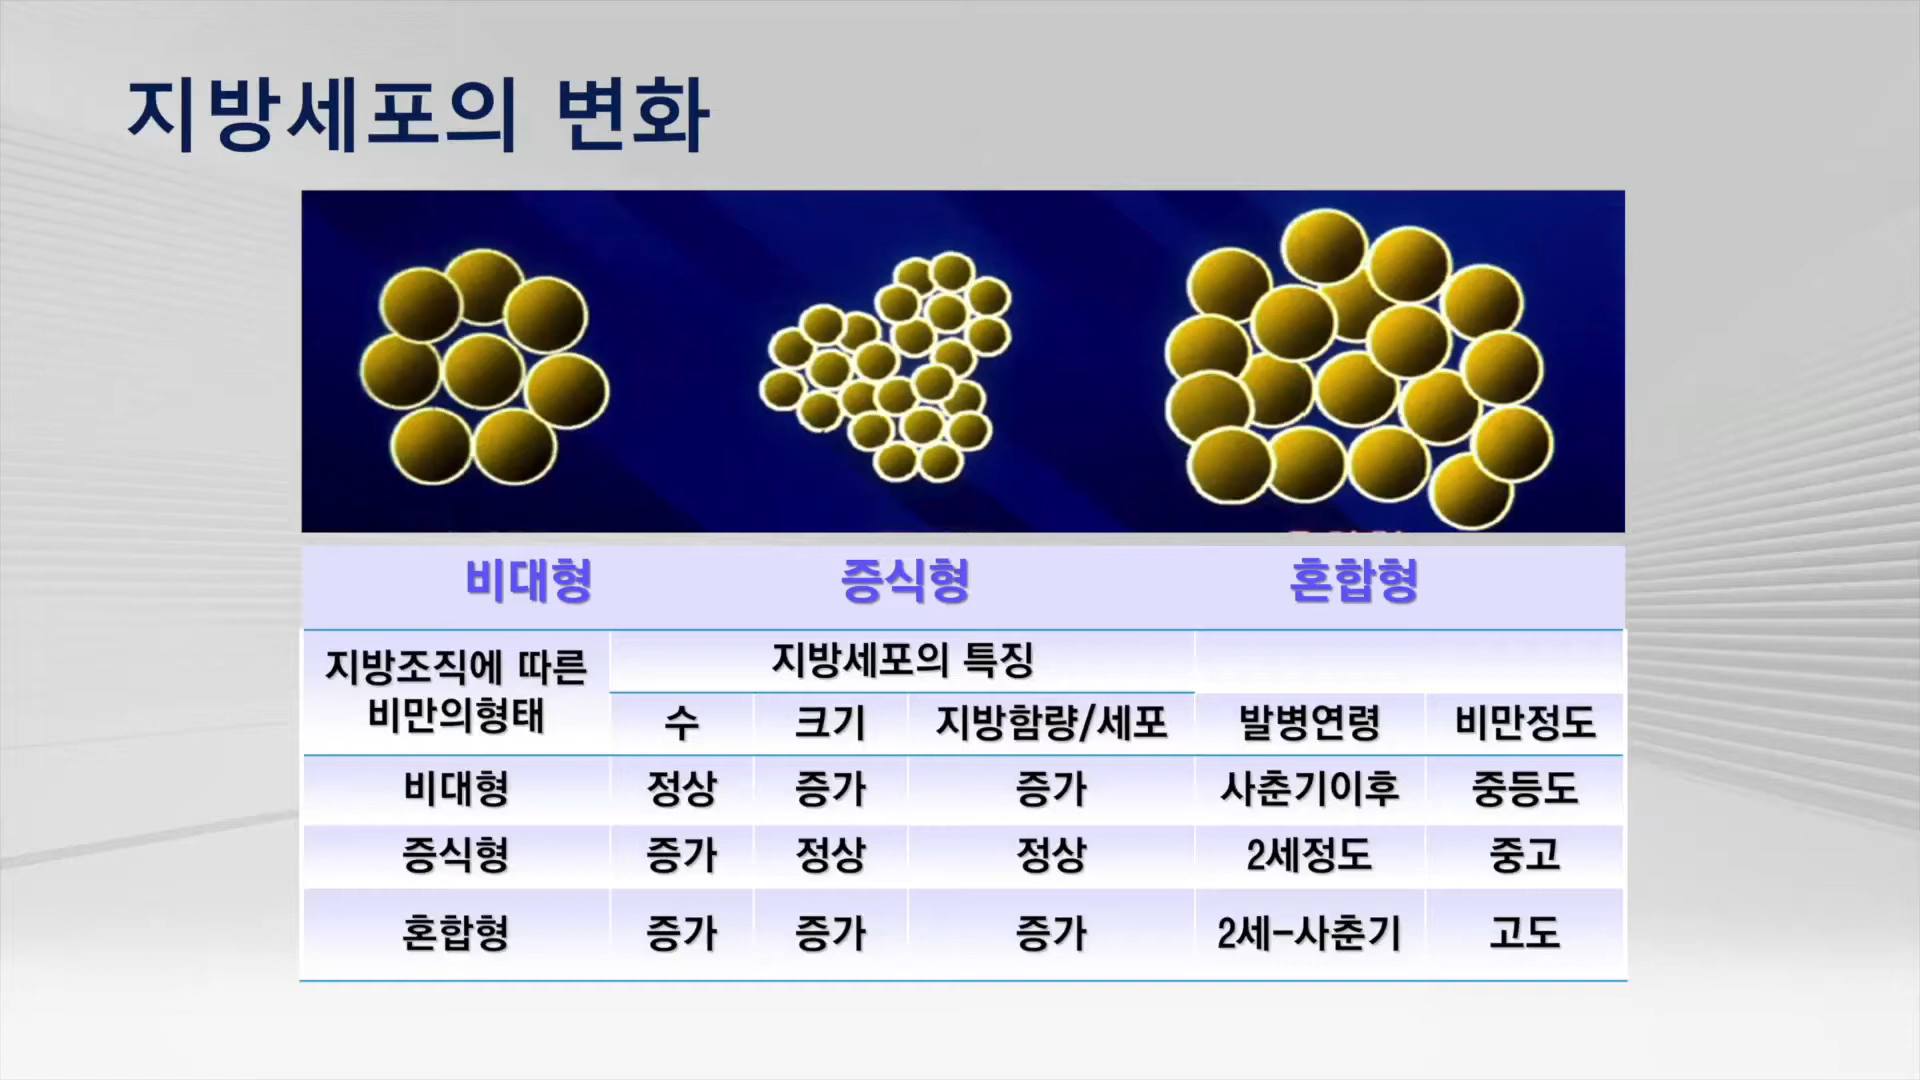 지방세포의 변화
비대형 증식형 혼합형
지방조직에 따른
비만의형태
지방세포의 특징
수 크기 지방함량/세포 발병연령 비만정도
비대형 정상 증가 증가 사춘기이후 중등도
증식형 증가 정상 정상 2세정도 중고
혼합형 증가 증가 증가 2세-사춘기 고도